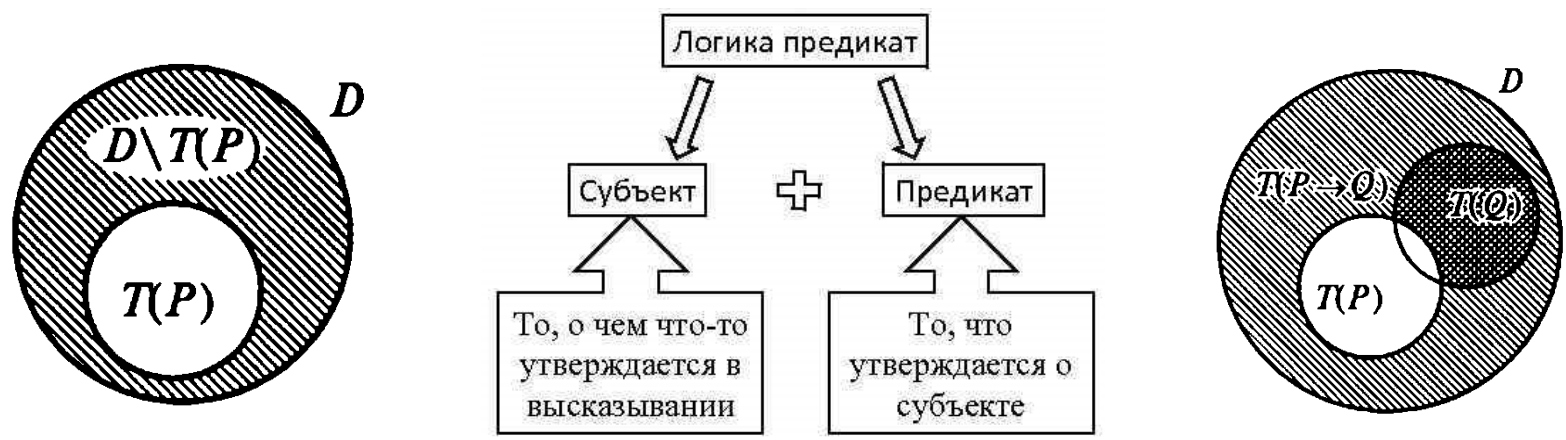 D
D\T(P)
T(P)
Логика предикат
Субъект
Предикат
То, о чем что-то
утверждается в
высказывании
То, что
утверждается о
субъекте
D
T(P→Q)
T(Q)
T(P)